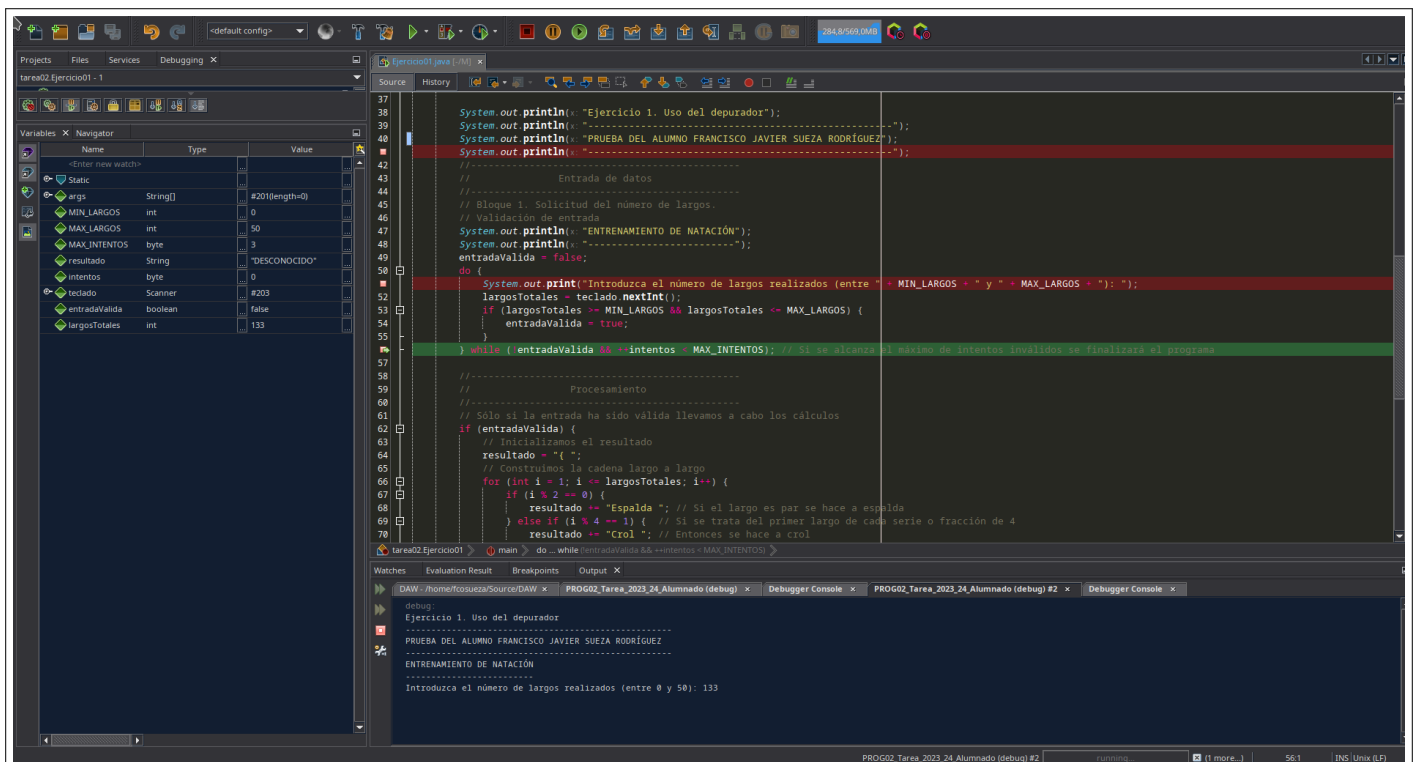 <default config>
284,8/569,0MB
Projects Files Services Debugging ×
tarea02.Ejercicio01 - 1
Variables × Navigator
Name Type Value
<Enter new watch>
Static
args String[] #201(length=0)
MIN_LARGOS int 0
MAX_LARGOS int 50
MAX_INTENTOS byte 3
resultado String "DESCONOCIDO"
intentos byte 0
teclado Scanner #203
entradaValida boolean false
largosTotales int 133
Ejercicio01.java [-/M] ×
Source History
37
38 System.out.println(x: "Ejercicio 1. Uso del depurador");
39 System.out.println(x: "----------------------------------------------------");
40 System.out.println(x: "PRUEBA DEL ALUMNO FRANCISCO JAVIER SUEZA RODRÍGUEZ");
System.out.println(x: "----------------------------------------------------");
42 //----------------------------------------------
43 // Entrada de datos
44 //----------------------------------------------
45 // Bloque 1. Solicitud del número de largos.
46 // Validación de entrada
47 System.out.println(x: "ENTRENAMIENTO DE NATACIÓN");
48 System.out.println(x: "-------------------------");
49 entradaValida = false;
50 do {
System.out.print("Introduzca el número de largos realizados (entre " + MIN_LARGOS + " y " + MAX_LARGOS + "): ");
52 largosTotales = teclado.nextInt();
53 if (largosTotales >= MIN_LARGOS && largosTotales <= MAX_LARGOS) {
54 entradaValida = true;
55 }
} while (!entradaValida && ++intentos < MAX_INTENTOS); // Si se alcanza el máximo de intentos inválidos se finalizará el programa
57
58 //----------------------------------------------
59 // Procesamiento
60 //----------------------------------------------
61 // Sólo si la entrada ha sido válida llevamos a cabo los cálculos
62 if (entradaValida) {
63 // Inicializamos el resultado
64 resultado = "{ ";
65 // Construimos la cadena largo a largo
66 for (int i = 1; i <= largosTotales; i++) {
67 if (i % 2 == 0) {
68 resultado += "Espalda "; // Si el largo es par se hace a espalda
69 } else if (i % 4 == 1) { // Si se trata del primer largo de cada serie o fracción de 4
70 resultado += "Crol "; // Entonces se hace a crol
tarea02.Ejercicio01 main do ... while (!entradaValida && ++intentos < MAX_INTENTOS)
Watches Evaluation Result Breakpoints Output ×
DAW - /home/fcosueza/Source/DAW × PROG02_Tarea_2023_24_Alumnado (debug) × Debugger Console × PROG02_Tarea_2023_24_Alumnado (debug) #2 × Debugger Console ×
debug:
Ejercicio 1. Uso del depurador
----------------------------------------------------
PRUEBA DEL ALUMNO FRANCISCO JAVIER SUEZA RODRÍGUEZ
----------------------------------------------------
ENTRENAMIENTO DE NATACIÓN
-------------------------
Introduzca el número de largos realizados (entre 0 y 50): 133
PROG02_Tarea_2023_24_Alumnado (debug) #2 running... (1 more...) 56:1 INS Unix (LF)